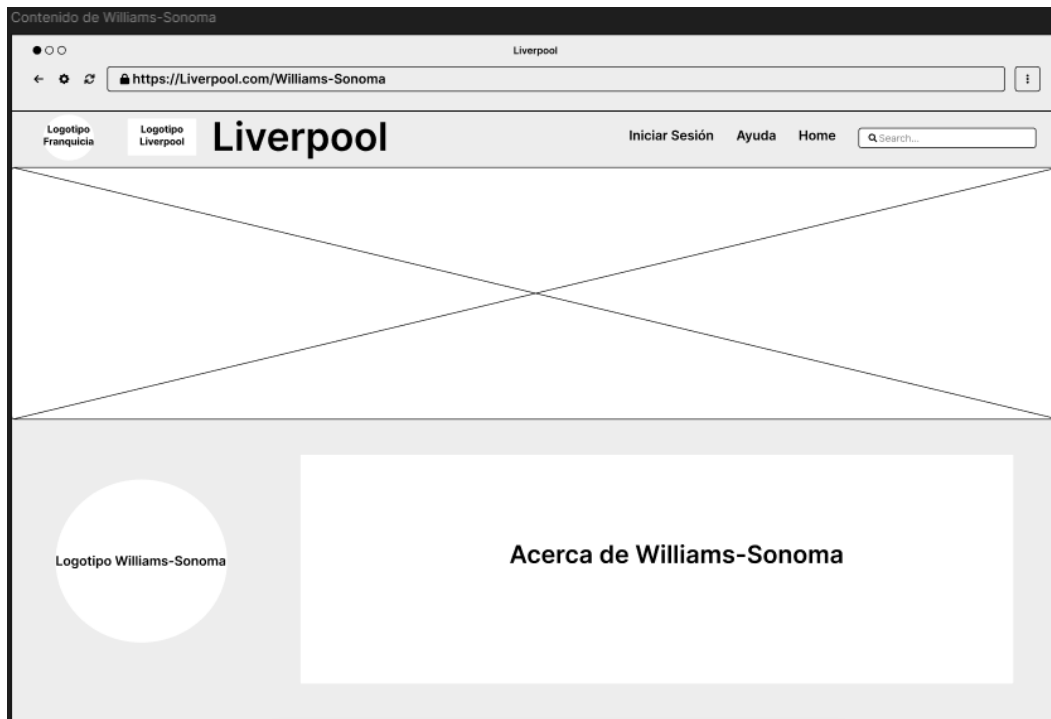 Contenido de Williams-Sonoma
Liverpool
https://Liverpool.com/Williams-Sonoma
Logotipo
Franquicia
Logotipo
Liverpool
Liverpool
Iniciar Sesión
Ayuda
Home
Search...
Logotipo Williams-Sonoma
Acerca de Williams-Sonoma